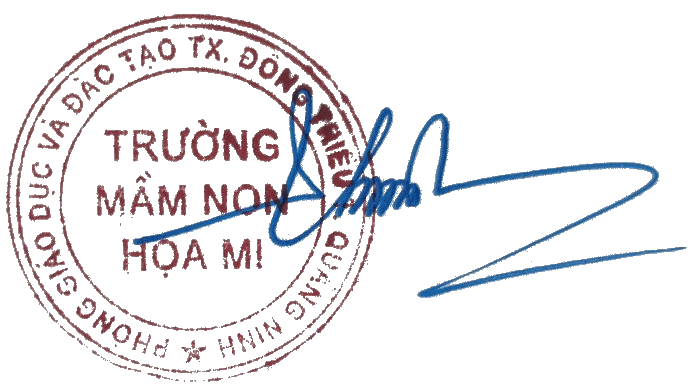 PHÒNG GIÁO DỤC VÀ ĐÀO TẠO TX. ĐÔNG TRIỀU
QUẢNG NINH
TRƯỜNG
MẦM NON
HỌA MI